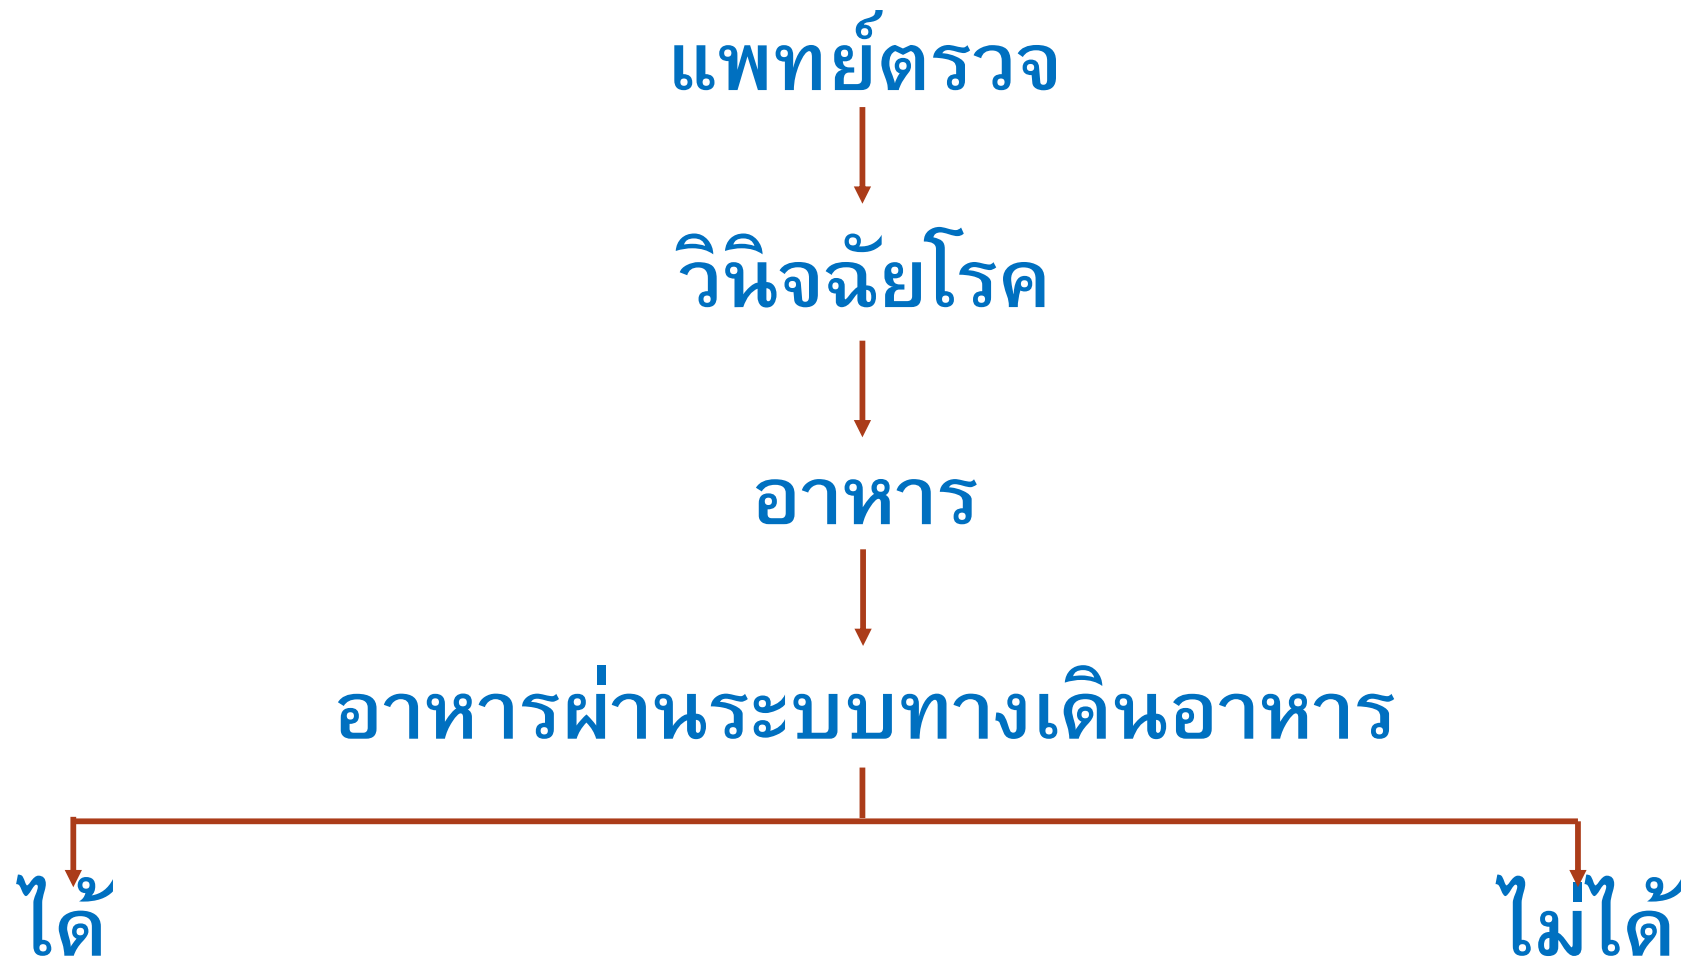 แพทย์ตรวจ
วินิจฉัยโรค
อาหาร
อาหารผ่านระบบทางเดินอาหาร
ได้
ไม่ได้